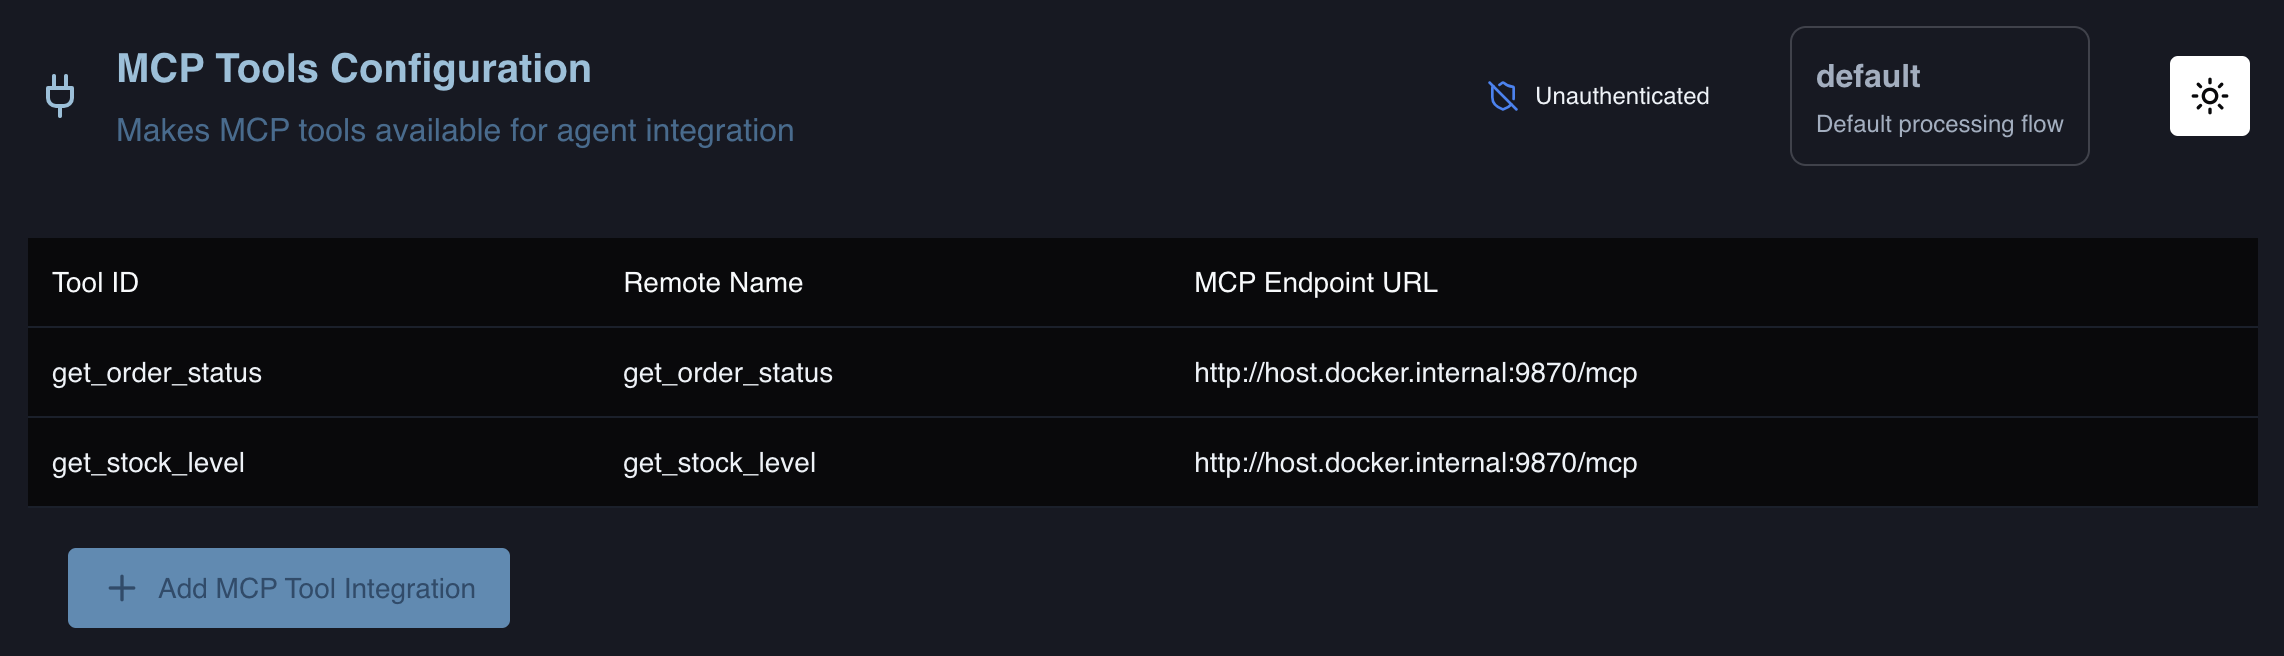 MCP Tools Configuration
Makes MCP tools available for agent integration
Unauthenticated
default
Default processing flow
Tool ID Remote Name MCP Endpoint URL
get_order_status get_order_status http://host.docker.internal:9870/mcp
get_stock_level get_stock_level http://host.docker.internal:9870/mcp
Add MCP Tool Integration